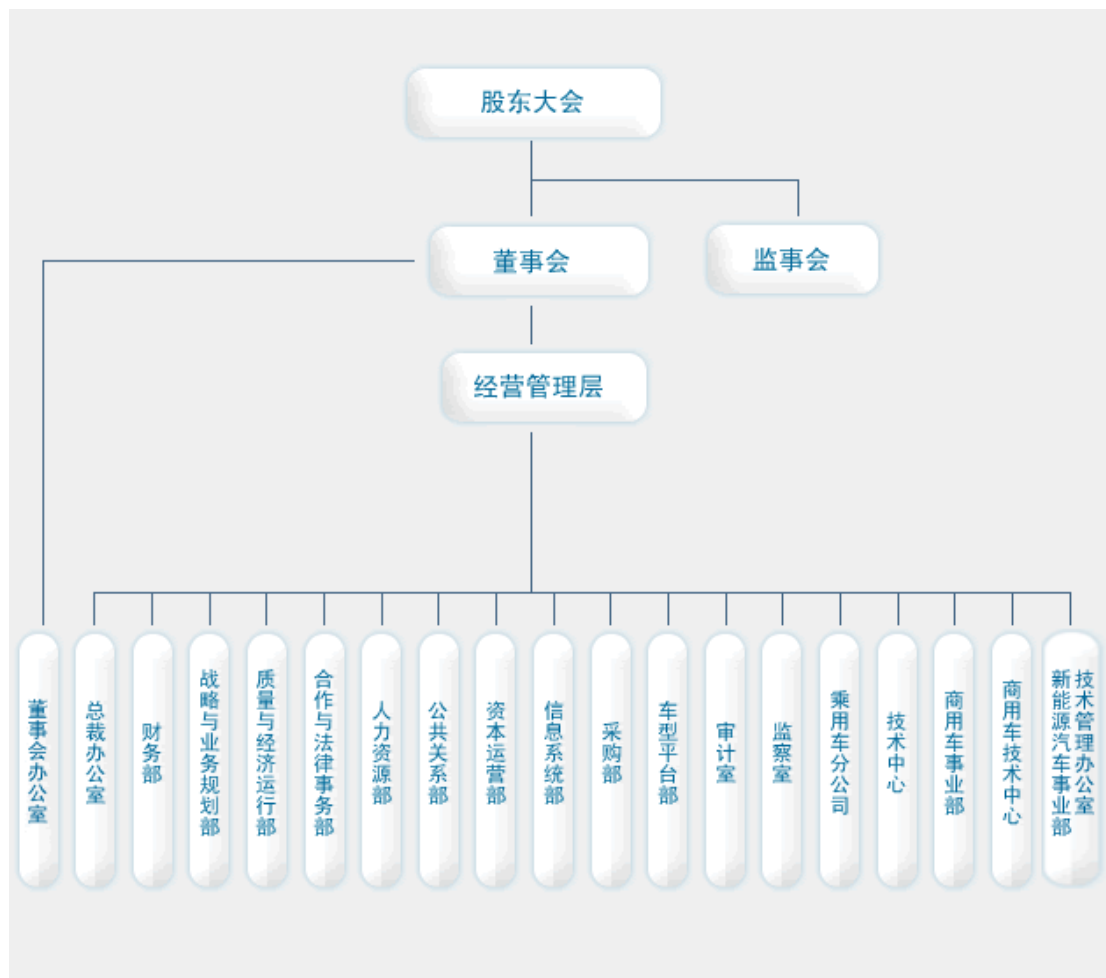 股东大会
董事会
监事会
经营管理层
董事会办公室
总裁办公室
财务部
战略与业务规划部
质量与经济运行部
合作与法律事务部
人力资源部
公共关系部
资本运营部
信息系统部
采购部
车型平台部
审计室
监察室
乘用车分公司
技术中心
商用车事业部
商用车技术中心
新能源汽车事业部
技术管理办公室